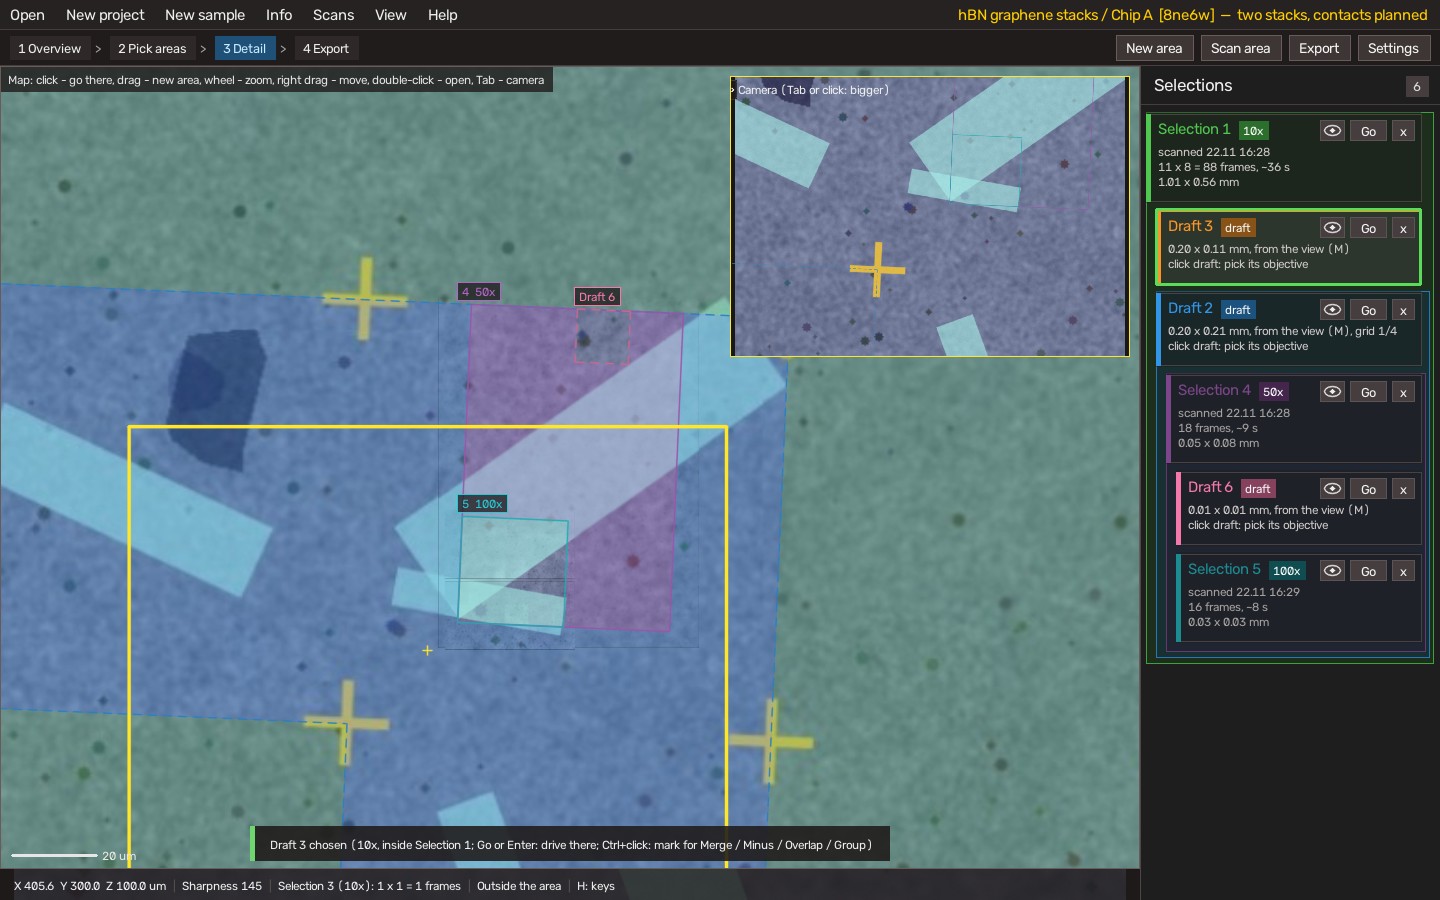 Open New project New sample Info Scans View Help hBN graphene stacks / Chip A [8ne6w] — two stacks, contacts planned
1 Overview > 2 Pick areas > 3 Detail > 4 Export New area Scan area Export Settings
Map: click - go there, drag - new area, wheel - zoom, right drag - move, double-click - open, Tab - camera
Camera (Tab or click: bigger)
4 50x
Draft 6
5 100x
20 um
Draft 3 chosen (10x, inside Selection 1; Go or Enter: drive there; Ctrl+click: mark for Merge / Minus / Overlap / Group)
X 405.6 Y 300.0 Z 100.0 um Sharpness 145 Selection 3 (10x): 1 x 1 = 1 frames Outside the area H: keys
Selections 6
Selection 1 10x Go x
scanned 22.11 16:28
11 x 8 = 88 frames, ~36 s
1.01 x 0.56 mm
Draft 3 draft Go x
0.20 x 0.11 mm, from the view (M)
click draft: pick its objective
Draft 2 draft Go x
0.20 x 0.21 mm, from the view (M), grid 1/4
click draft: pick its objective
Selection 4 50x Go x
scanned 22.11 16:28
18 frames, ~9 s
0.05 x 0.08 mm
Draft 6 draft Go x
0.01 x 0.01 mm, from the view (M)
click draft: pick its objective
Selection 5 100x Go x
scanned 22.11 16:29
16 frames, ~8 s
0.03 x 0.03 mm